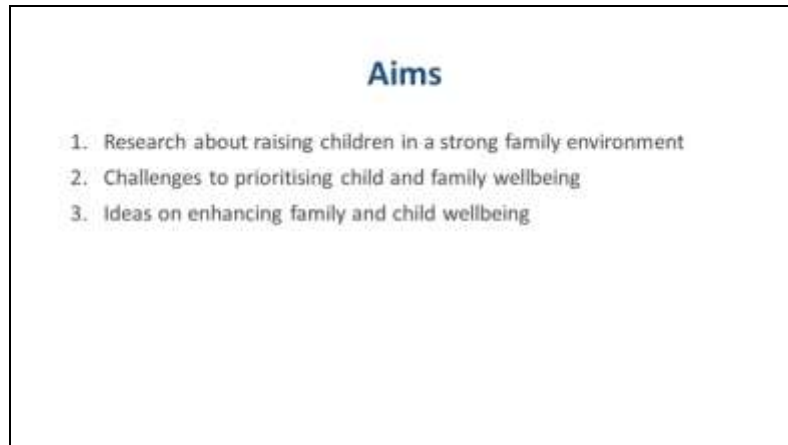 Aims
1. Research about raising children in a strong family environment
2. Challenges to prioritising child and family wellbeing
3. Ideas on enhancing family and child wellbeing